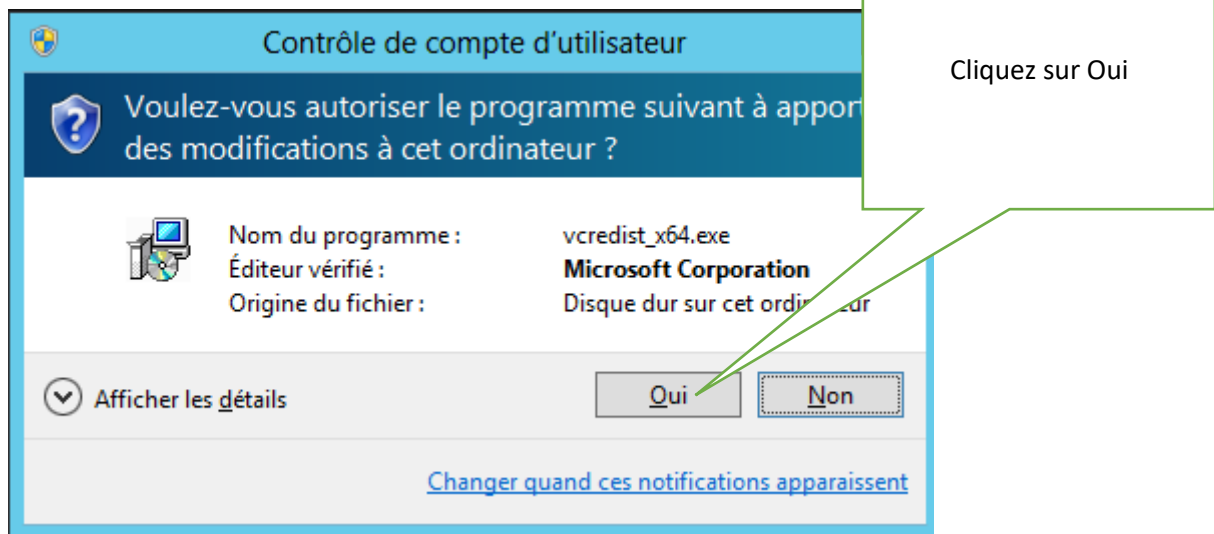 Contrôle de compte d'utilisateur
Cliquez sur Oui
Voulez-vous autoriser le programme suivant à
des modifications à cet ordinateur ?
Nom du programme : vcredist_x64.exe
Éditeur vérifié : Microsoft Corporation
Origine du fichier : Disque dur sur cet
Afficher les détails
Oui
Non
Changer quand ces notifications apparaissent